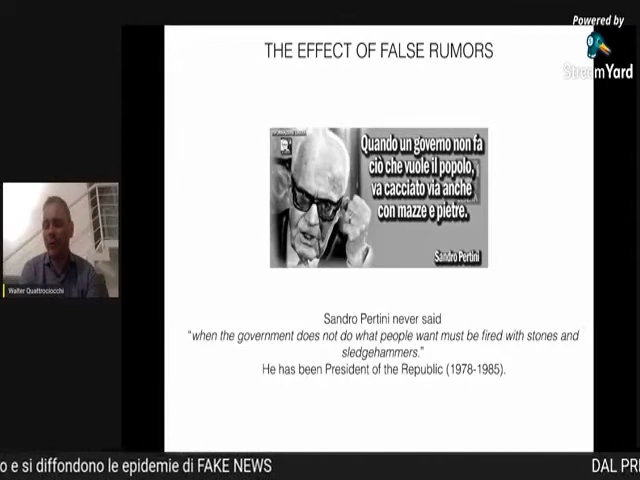 Powered by
StreamYard
THE EFFECT OF FALSE RUMORS
Quando un governo non fa
ciò che vuole il popolo,
va cacciato via anche
con mazze e pietre.
Sandro Pertini
Walter Quattrociocchi
Sandro Pertini never said
“when the government does not do what people want must be fired with stones and
sledgehammers.”
He has been President of the Republic (1978-1985).
o e si diffondono le epidemie di FAKE NEWS
DAL PRI